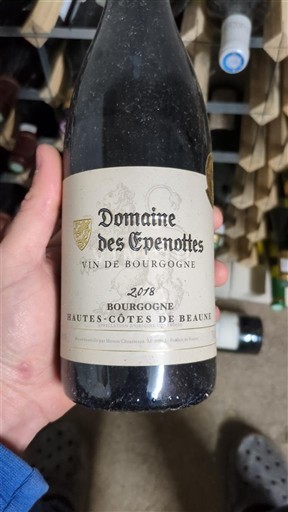 Domaine
des Epenottes
VIN DE BOURGOGNE
2018
BOURGOGNE
HAUTES-CÔTES DE BEAUNE